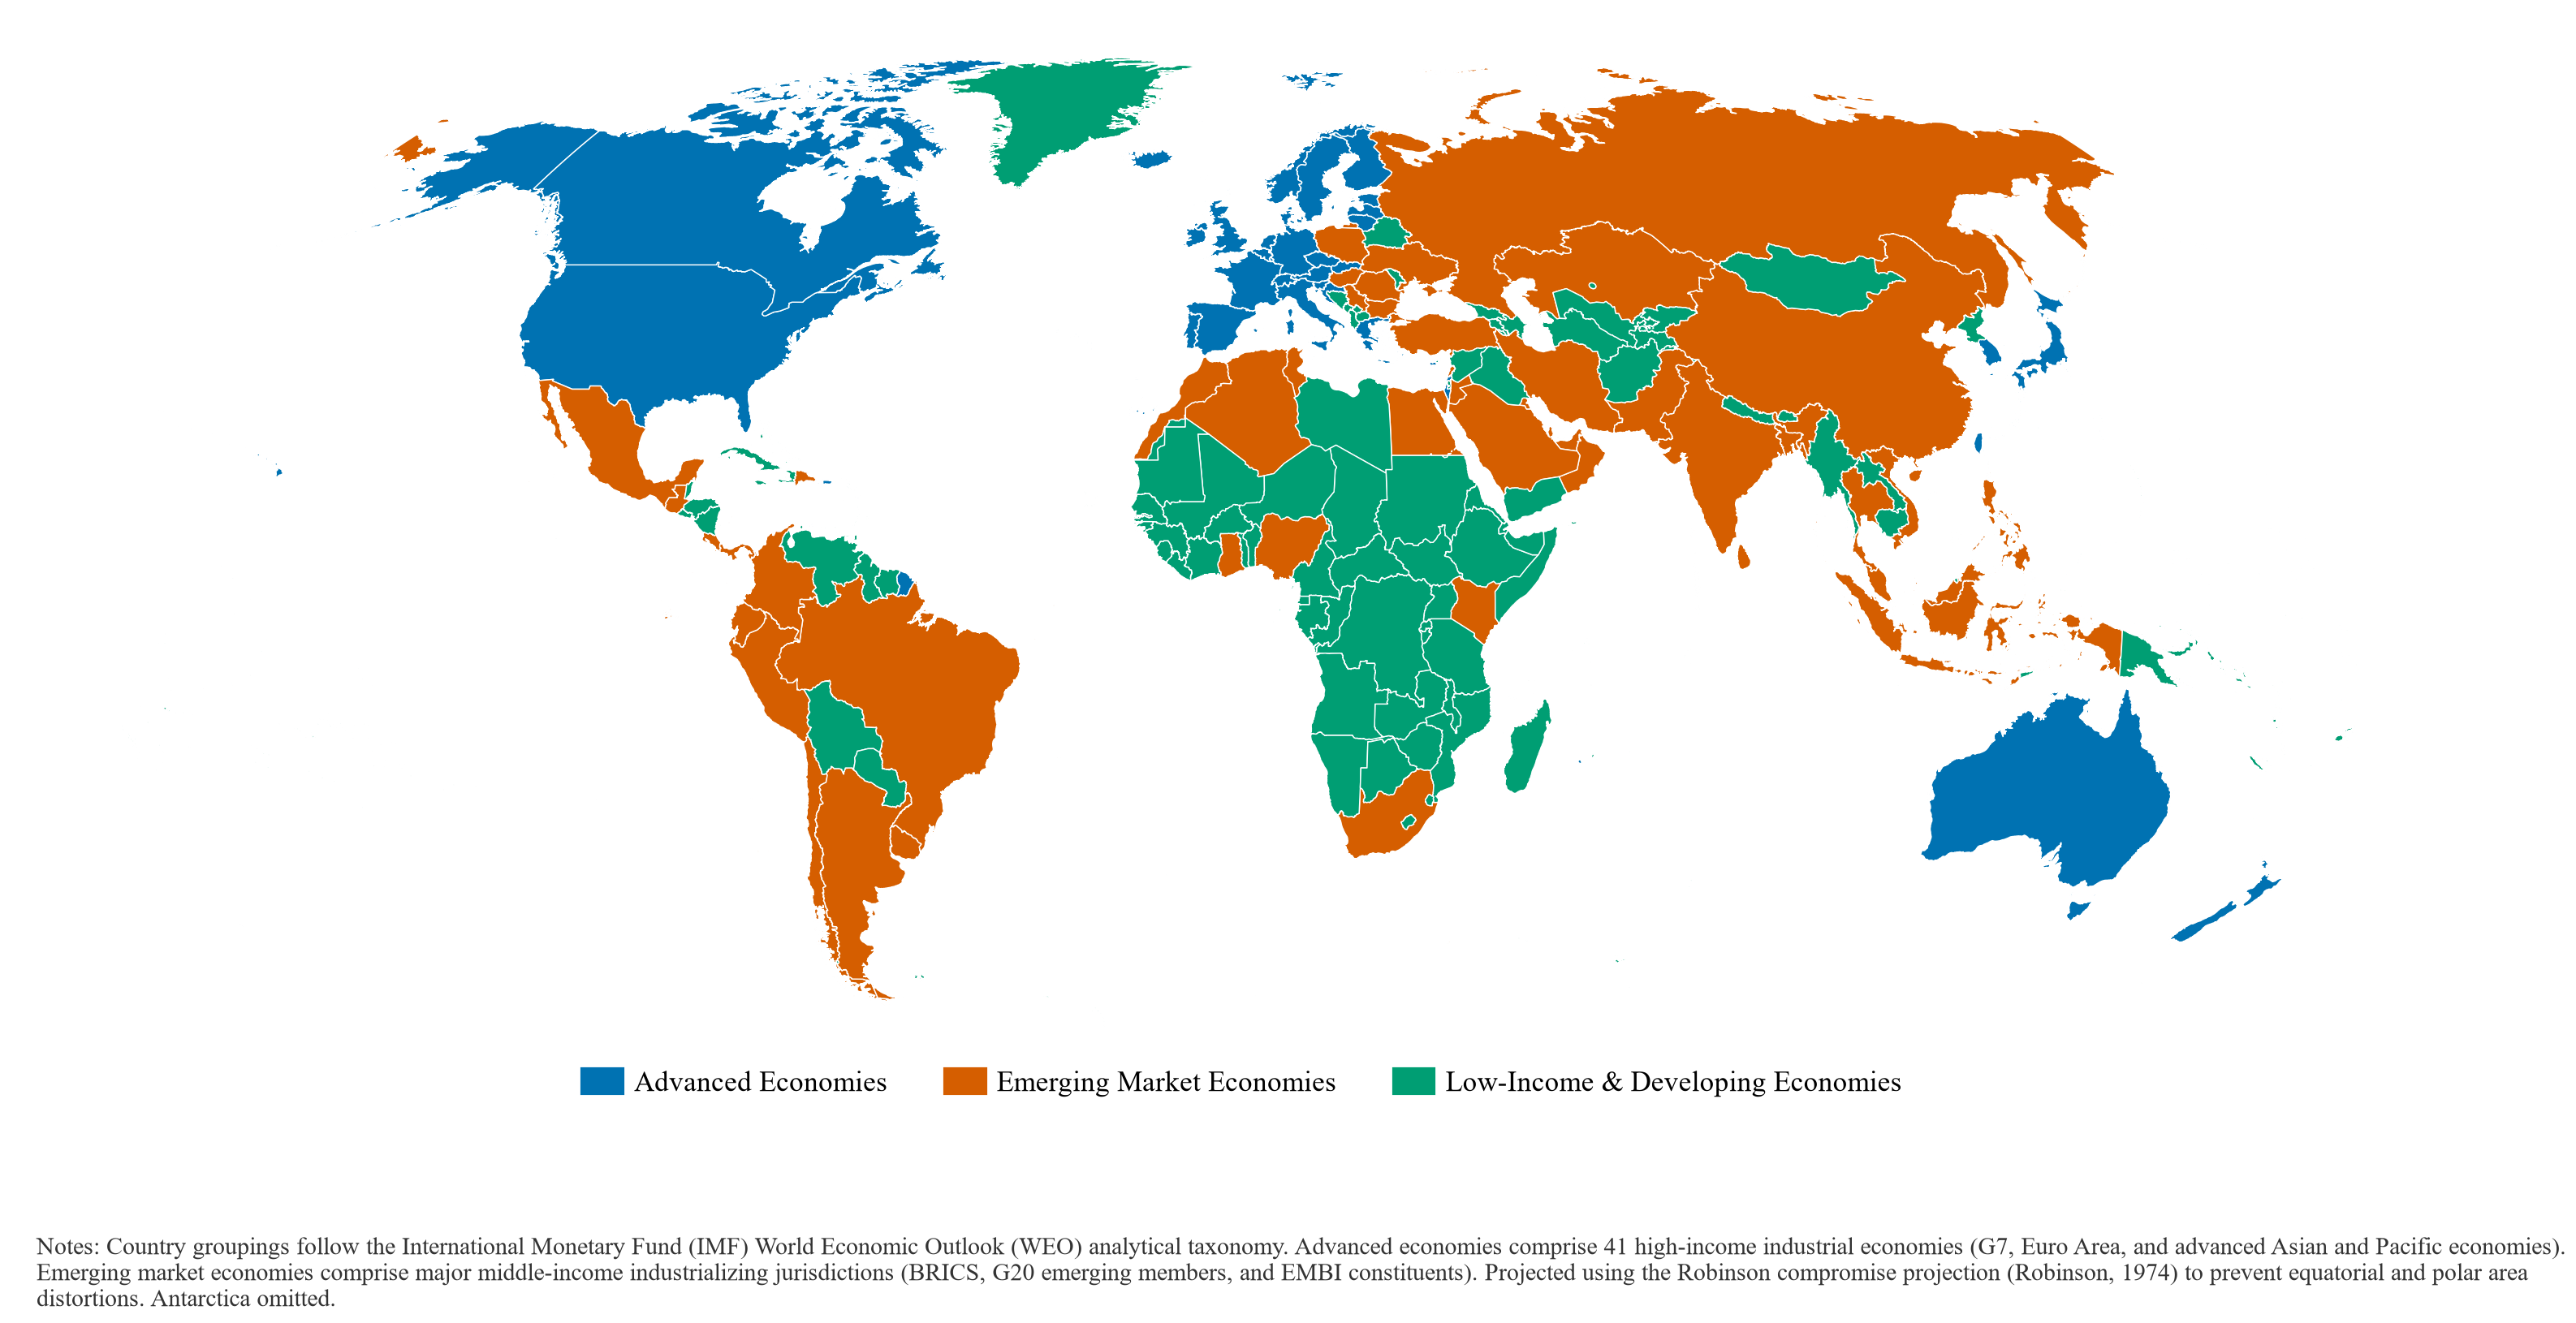 Advanced Economies
Emerging Market Economies
Low-Income & Developing Economies
Notes: Country groupings follow the International Monetary Fund (IMF) World Economic Outlook (WEO) analytical taxonomy. Advanced economies comprise 41 high-income industrial economies (G7, Euro Area, and advanced Asian and Pacific economies).
Emerging market economies comprise major middle-income industrializing jurisdictions (BRICS, G20 emerging members, and EMBI constituents). Projected using the Robinson compromise projection (Robinson, 1974) to prevent equatorial and polar area
distortions. Antarctica omitted.